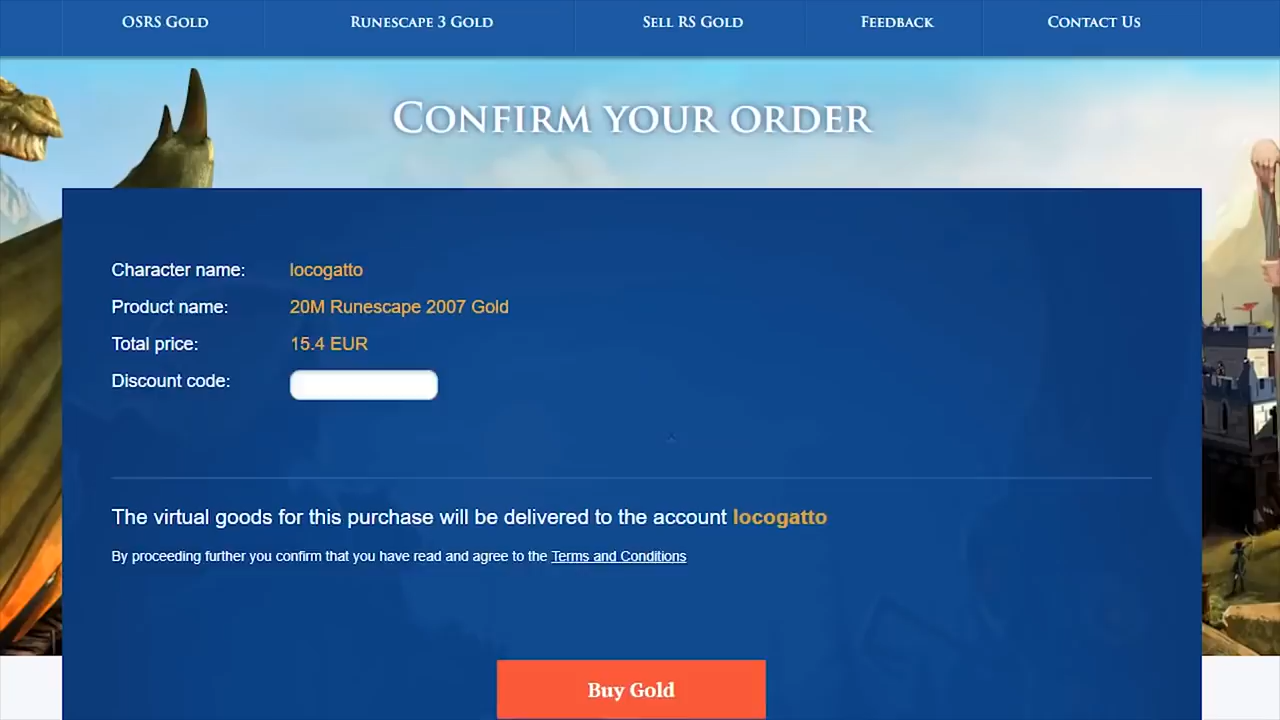 OSRS Gold
Runescape 3 Gold
Sell RS Gold
Feedback
Contact Us
Confirm your order
Character name: locogatto
Product name: 20M Runescape 2007 Gold
Total price: 15.4 EUR
Discount code:
The virtual goods for this purchase will be delivered to the account locogatto
By proceeding further you confirm that you have read and agree to the Terms and Conditions
Buy Gold